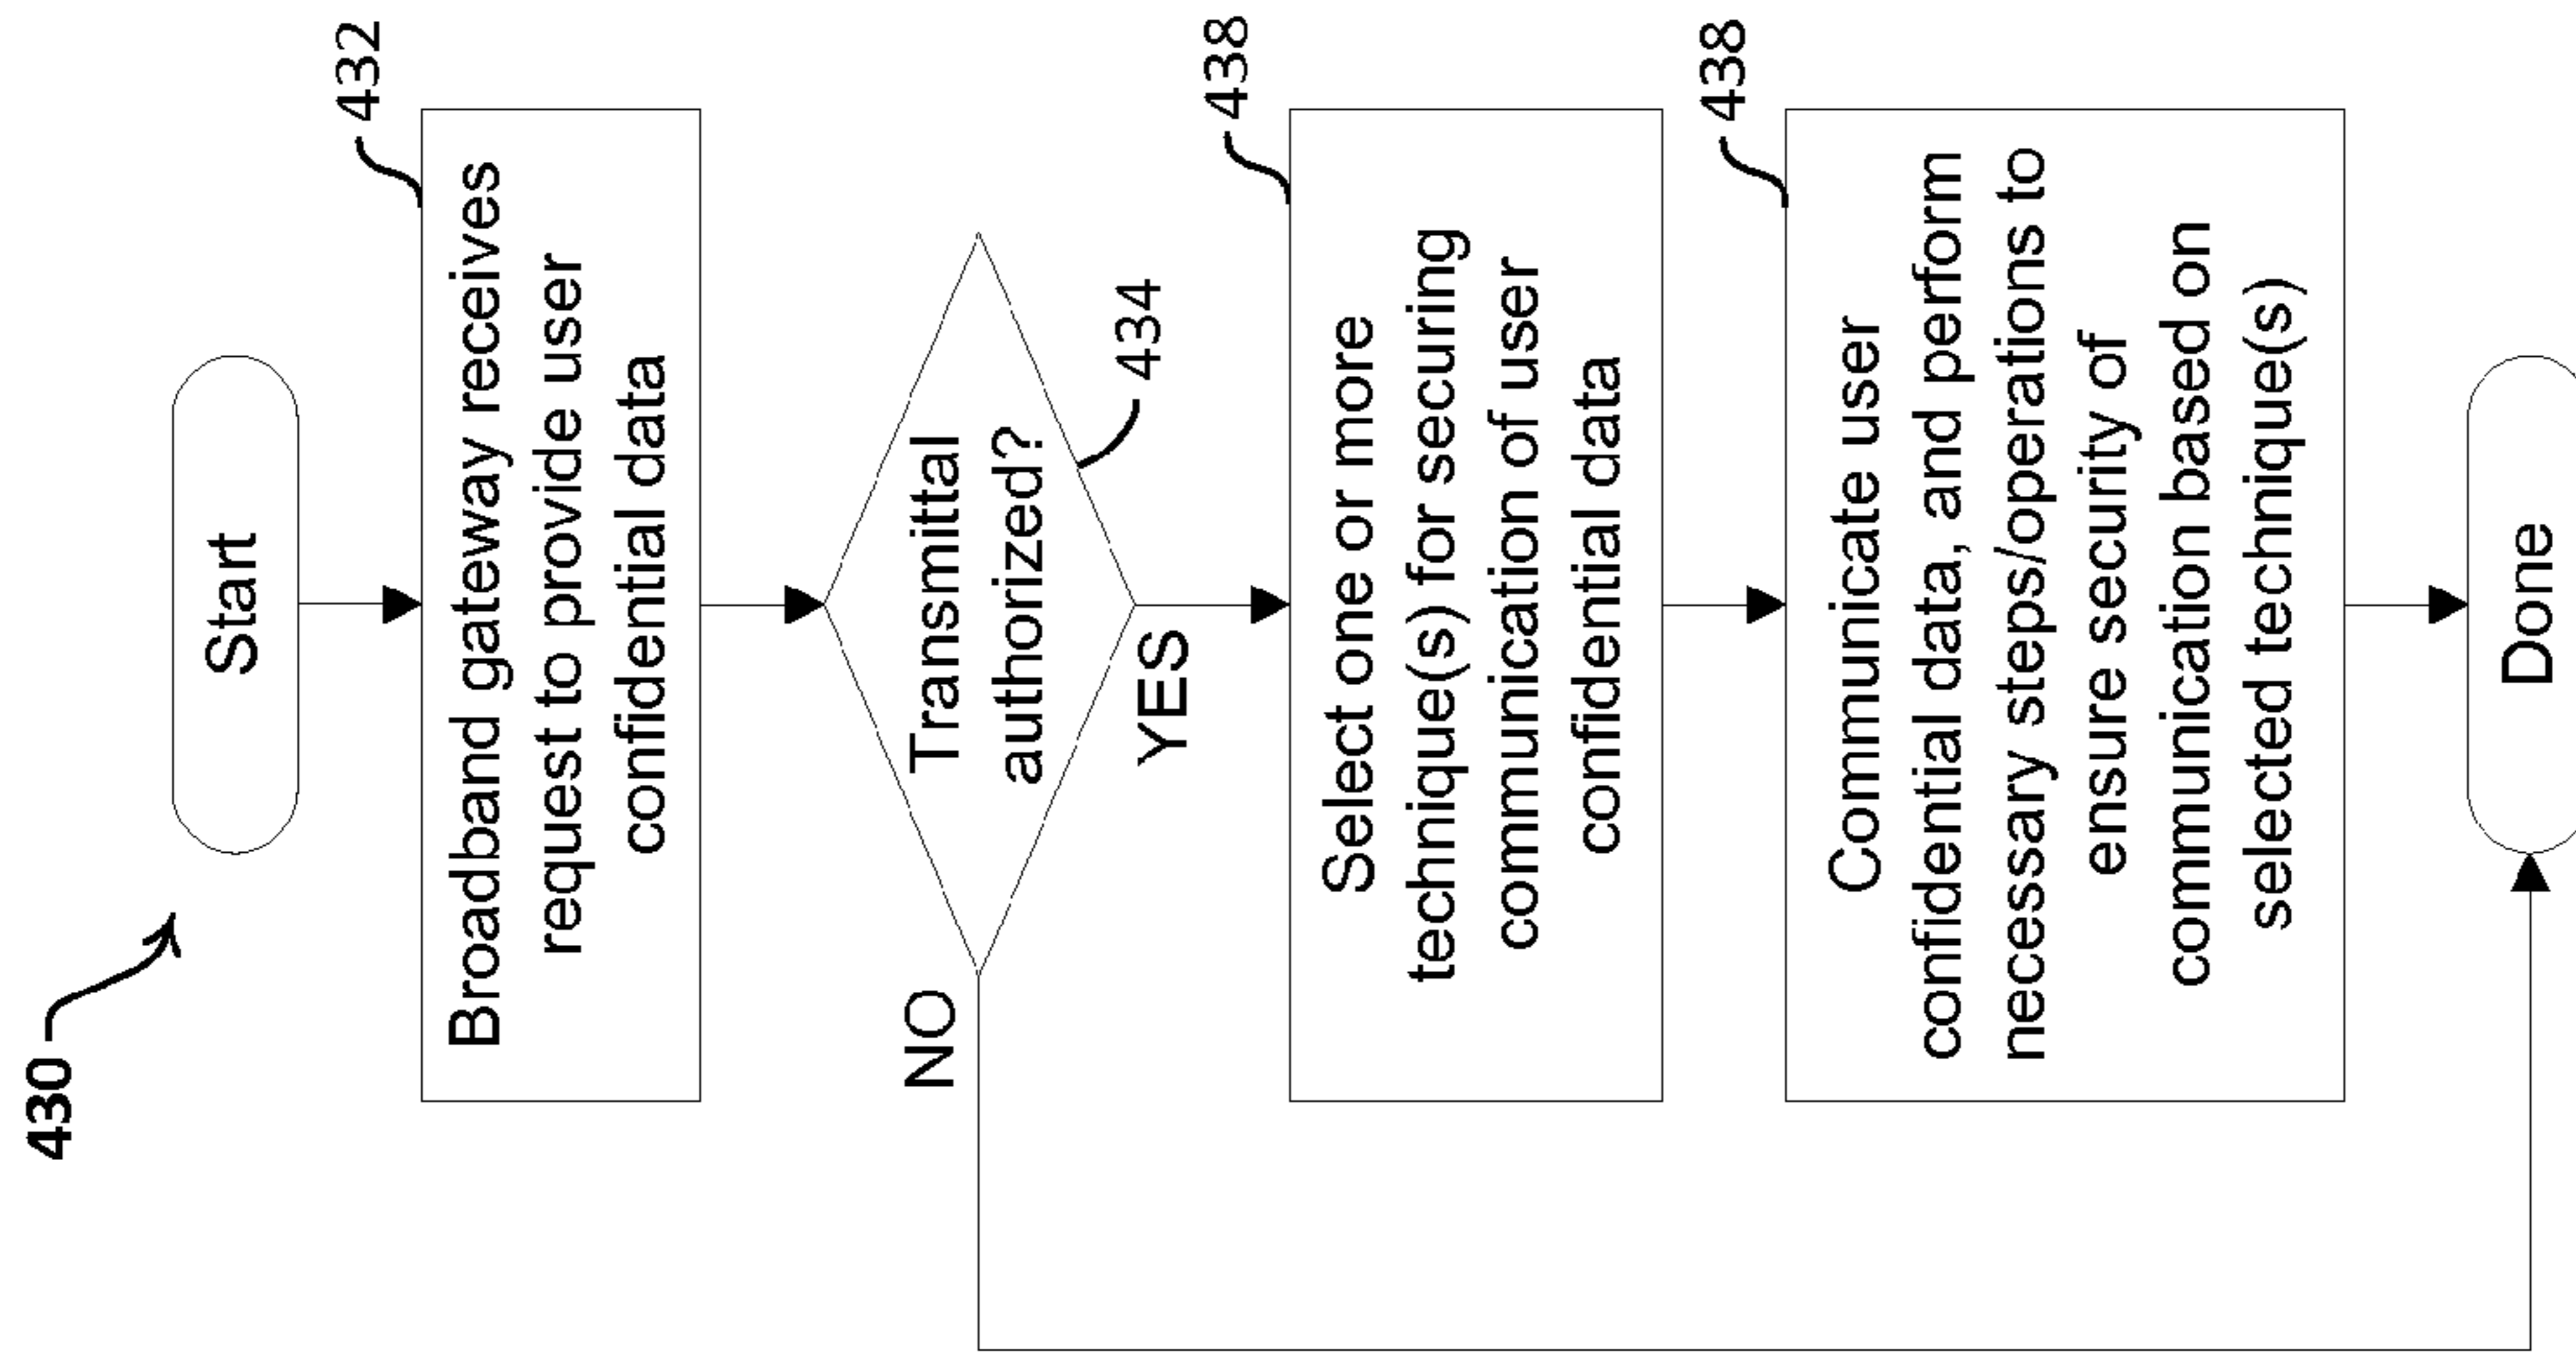 430
Start
432
Broadband gateway receives
request to provide user
confidential data
Transmittal
authorized?
434
NO
YES
438
Select one or more
technique(s) for securing
communication of user
confidential data
438
Communicate user
confidential data, and perform
necessary steps/operations to
ensure security of
communication based on
selected technique(s)
Done